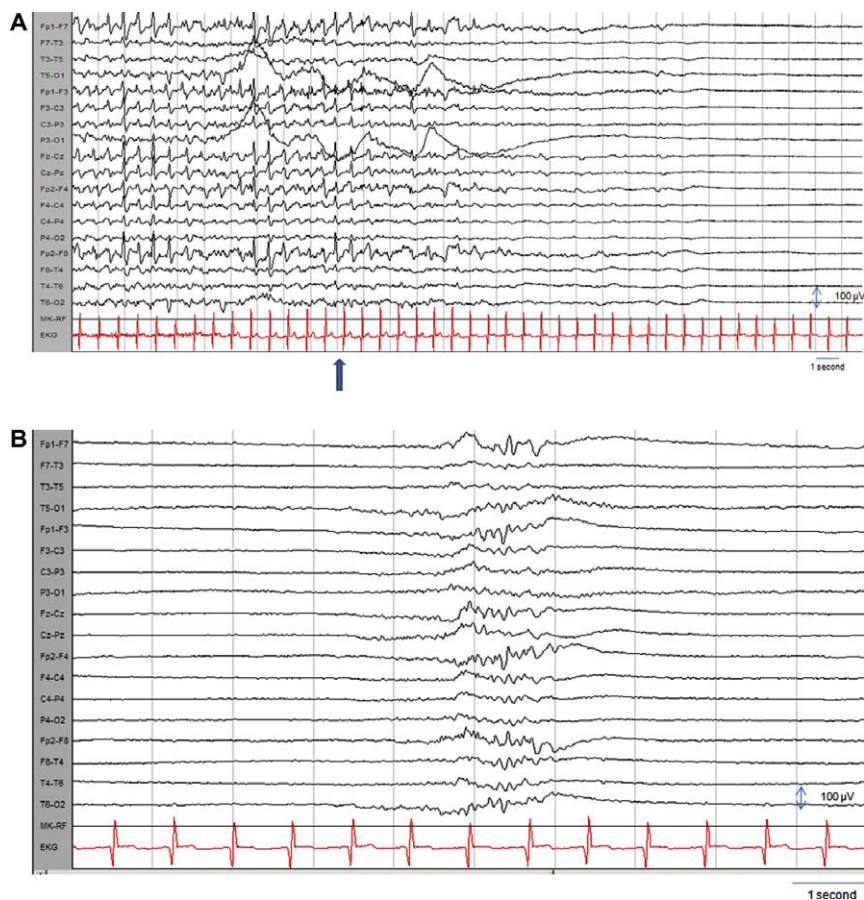 A
Fp1-F7
F7-T3
T3-T5
T5-O1
Fp1-F3
F3-C3
C3-P3
P3-O1
Fz-Cz
Cz-Pz
Fp2-F4
F4-C4
C4-P4
P4-O2
Fp2-F8
F8-T4
T4-T6
T6-O2
100 µV
MK-RF
EKG
1 second
B
Fp1-F7
F7-T3
T3-T5
T5-O1
Fp1-F3
F3-C3
C3-P3
P3-O1
Fz-Cz
Cz-Pz
Fp2-F4
F4-C4
C4-P4
P4-O2
Fp2-F8
F8-T4
T4-T6
100 µV
T6-O2
MK-RF
EKG
1 second